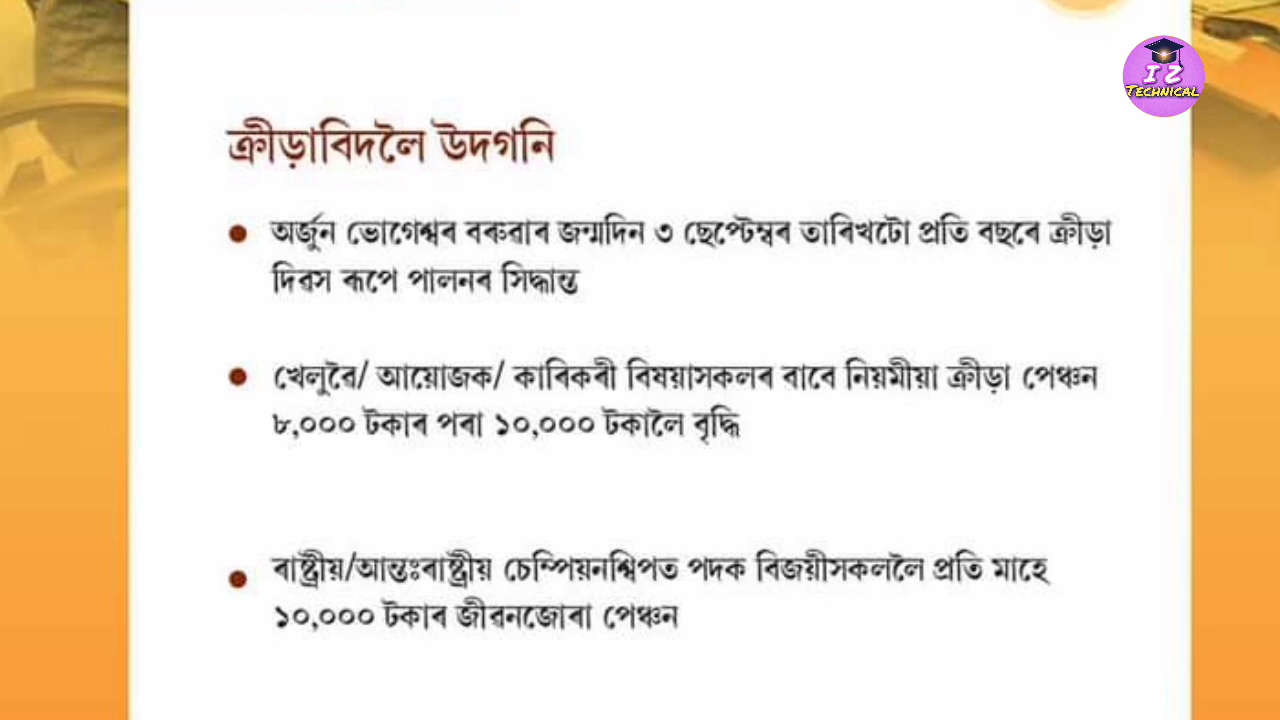 I Z
TECHNICAL
ক্ৰীড়াবিদলৈ উদগনি
অৰ্জুন ভোগেশ্বৰ বৰুৱাৰ জন্মদিন ৩ ছেপ্টেম্বৰ তাৰিখটো প্ৰতি বছৰে ক্ৰীড়া
দিৱস ৰূপে পালনৰ সিদ্ধান্ত
খেলুৱৈ/ আয়োজক/ কাৰিকৰী বিষয়াসকলৰ বাবে নিয়মীয়া ক্ৰীড়া পেঞ্চন
৮,০০০ টকাৰ পৰা ১০,০০০ টকালৈ বৃদ্ধি
ৰাষ্ট্ৰীয়/আন্তঃৰাষ্ট্ৰীয় চেম্পিয়নশ্বিপত পদক বিজয়ীসকললৈ প্ৰতি মাহে
১০,০০০ টকাৰ জীৱনজোৰা পেঞ্চন